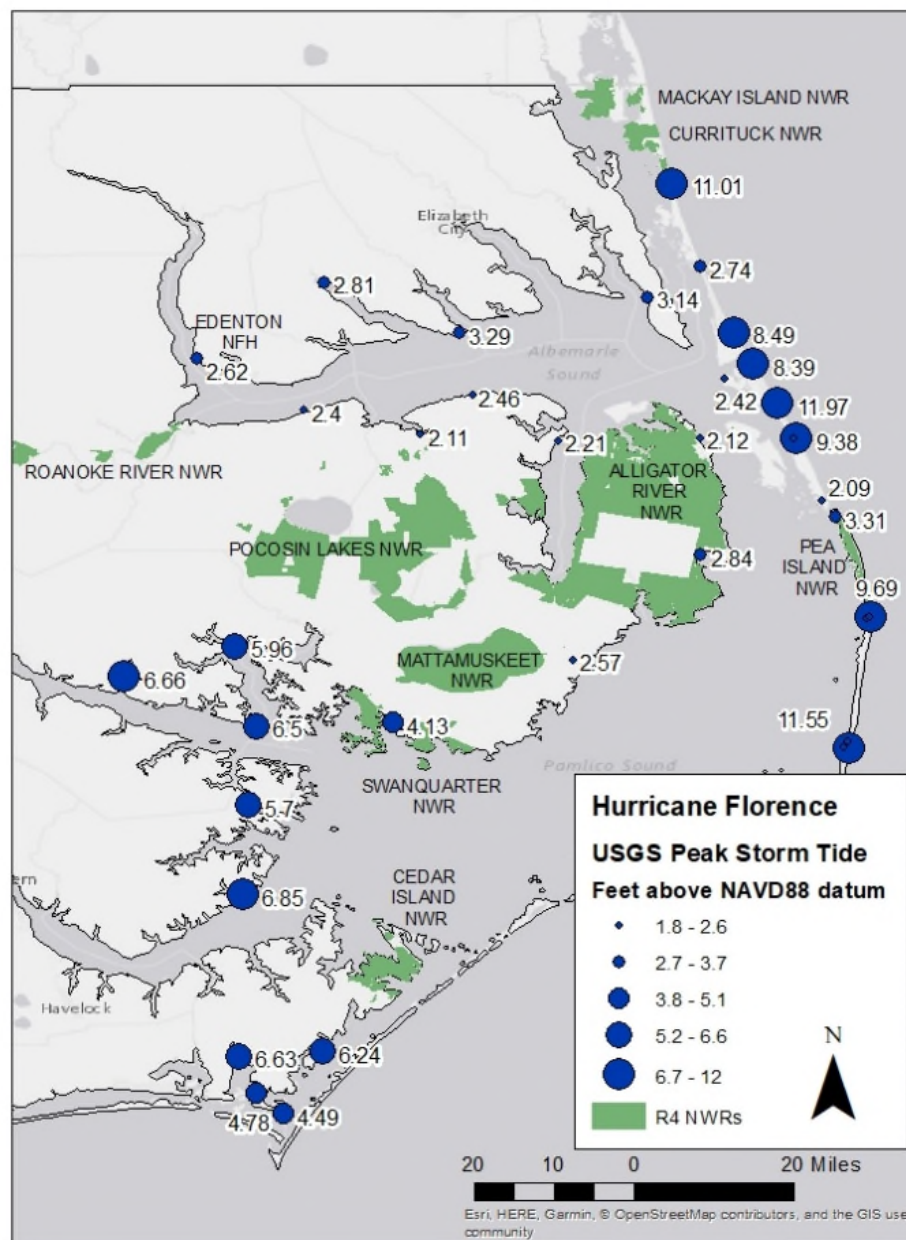 MACKAY ISLAND NWR
CURRITUCK NWR
11.01
Elizabeth
City
2.74
2.81
3.14
EDENTON
NFH
3.29
8.49
Albemarle
Sound
8.39
2.62
2.46
2.4
2.42
11.97
2.11
2.21
2.12
9.38
ROANOKE RIVER NWR
ALLIGATOR
RIVER
NWR
2.09
3.31
POCOSIN LAKES NWR
PEA
ISLAND
NWR
2.84
9.69
5.96
MATTAMUSKEET
NWR
2.57
6.66
6.5
4.13
11.55
Pamlico Sound
SWANQUARTER
NWR
5.7
CEDAR
ISLAND
NWR
ern
6.85
Havelock
6.63
6.24
4.78
4.49
Hurricane Florence
USGS Peak Storm Tide
Feet above NAVD88 datum
1.8 - 2.6
2.7 - 3.7
3.8 - 5.1
5.2 - 6.6
6.7 - 12
R4 NWRs
N
20 10 0 20 Miles
Esri, HERE, Garmin, © OpenStreetMap contributors, and the GIS use
community